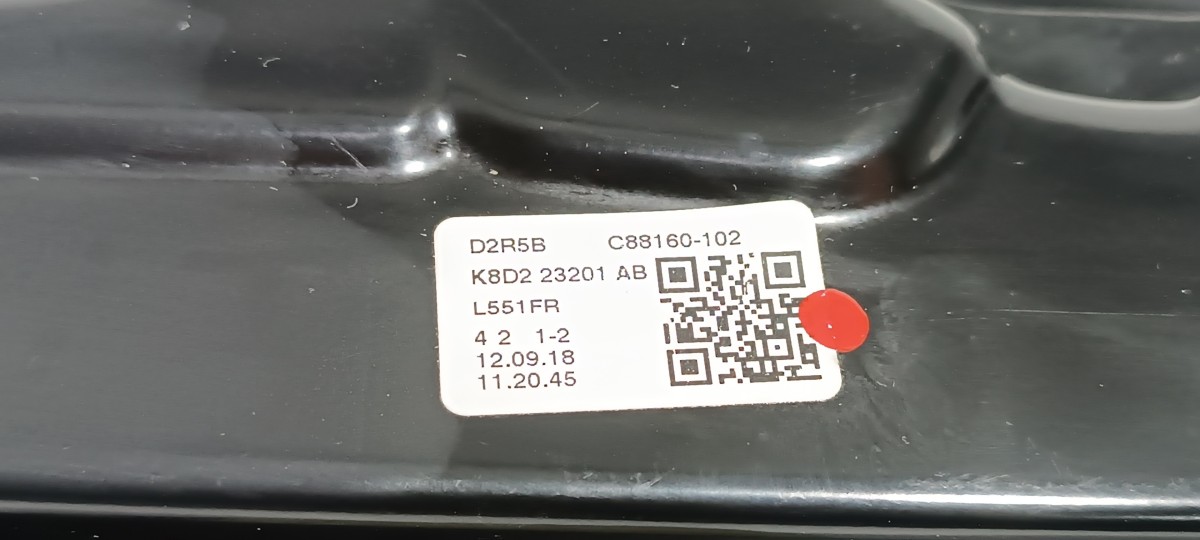 D2R5B C88160-102
K8D2 23201 AB
L551FR
4 2 1-2
12.09.18
11.20.45